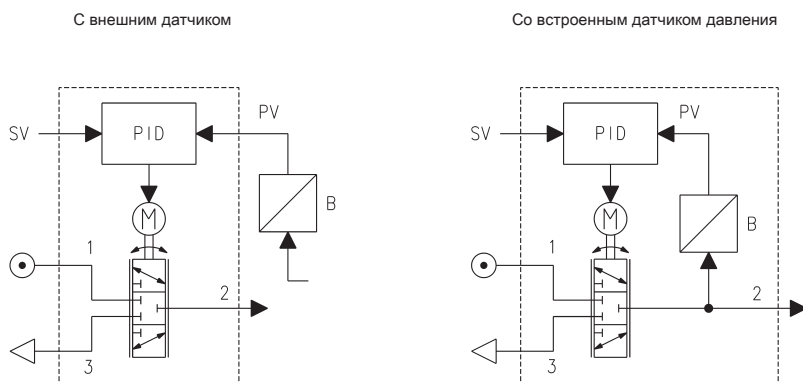 С внешним датчиком
SV
PID
PV
B
M
1
2
3
Со встроенным датчиком давления
SV
PID
PV
B
M
1
2
3